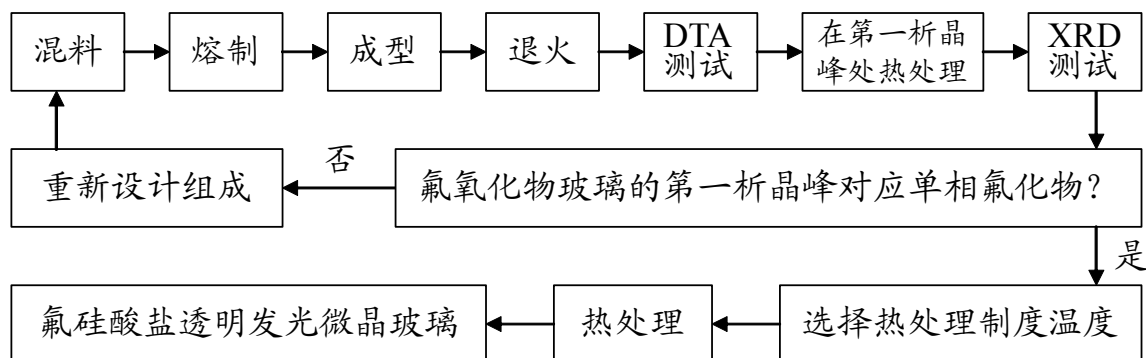 混料
熔制
成型
退火
DTA
测试
在第一析晶
峰处热处理
XRD
测试
重新设计组成
否
氟氧化物玻璃的第一析晶峰对应单相氟化物？
是
氟硅酸盐透明发光微晶玻璃
热处理
选择热处理制度温度